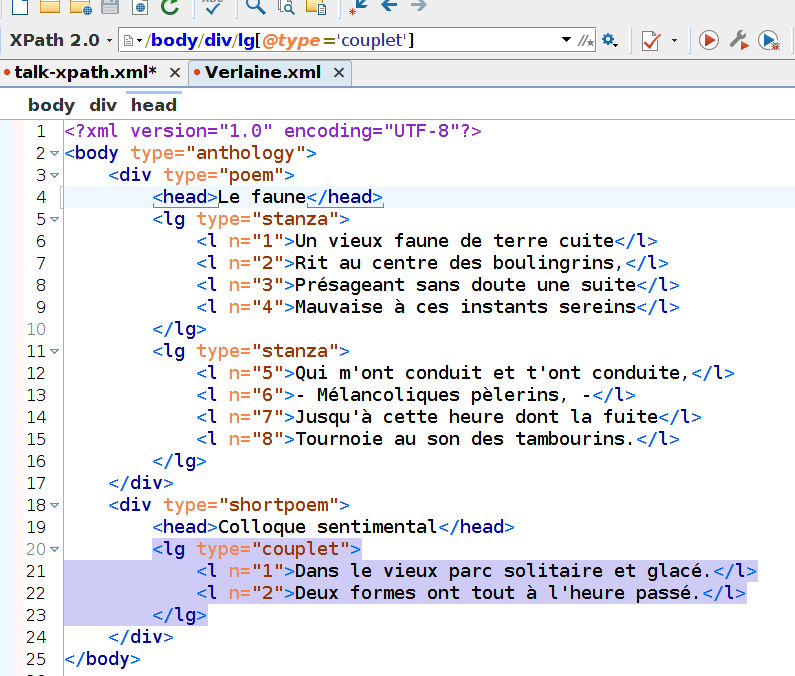 XPath 2.0 /body/div/lg[@type='couplet']
talk-xpath.xml* Verlaine.xml
body div head
1 <?xml version="1.0" encoding="UTF-8"?>
2 <body type="anthology">
3 <div type="poem">
4 <head>Le faune</head>
5 <lg type="stanza">
6 <l n="1">Un vieux faune de terre cuite</l>
7 <l n="2">Rit au centre des boulingrins,</l>
8 <l n="3">Présageant sans doute une suite</l>
9 <l n="4">Mauvaise à ces instants sereins</l>
10 </lg>
11 <lg type="stanza">
12 <l n="5">Qui m'ont conduit et t'ont conduite,</l>
13 <l n="6">- Mélancoliques pèlerins, -</l>
14 <l n="7">Jusqu'à cette heure dont la fuite</l>
15 <l n="8">Tournoie au son des tambourins.</l>
16 </lg>
17 </div>
18 <div type="shortpoem">
19 <head>Colloque sentimental</head>
20 <lg type="couplet">
21 <l n="1">Dans le vieux parc solitaire et glacé.</l>
22 <l n="2">Deux formes ont tout à l'heure passé.</l>
23 </lg>
24 </div>
25 </body>